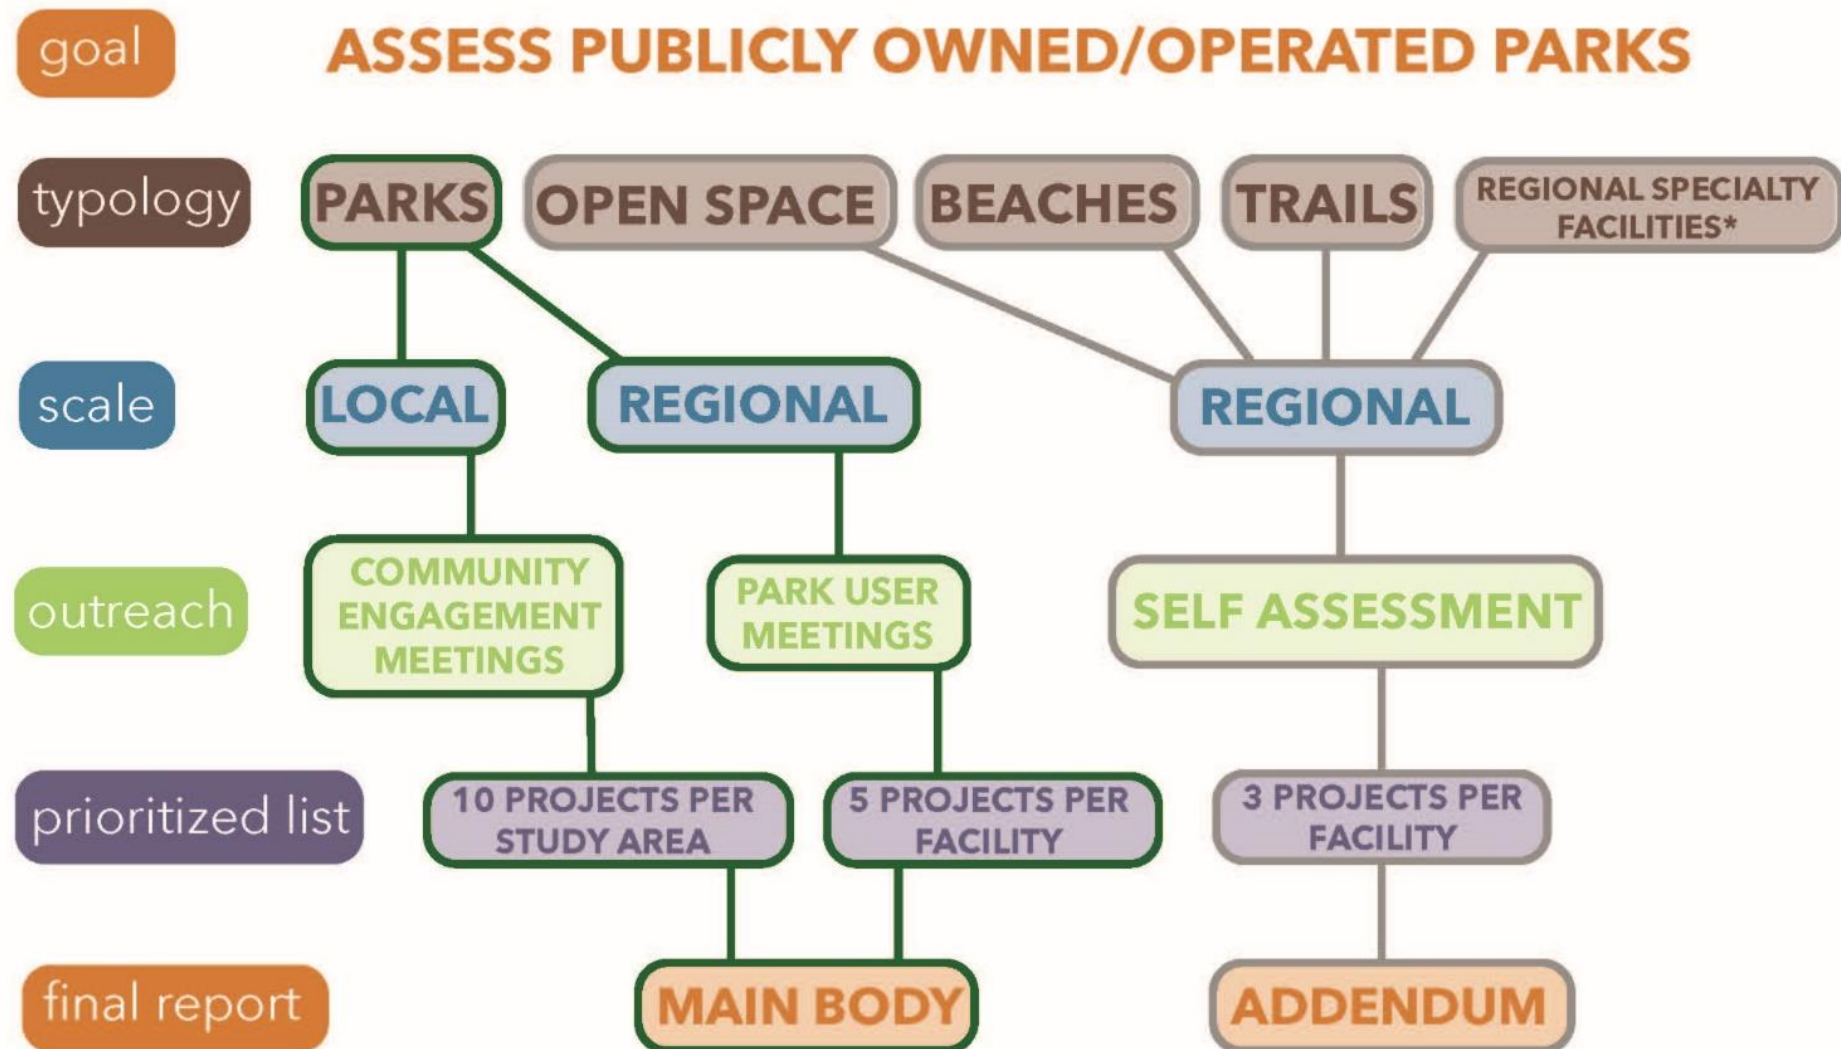 goal
ASSESS PUBLICLY OWNED/OPERATED PARKS
typology
PARKS
OPEN SPACE
BEACHES
TRAILS
REGIONAL SPECIALTY
FACILITIES*
scale
LOCAL
REGIONAL
REGIONAL
outreach
COMMUNITY
ENGAGEMENT
MEETINGS
PARK USER
MEETINGS
SELF ASSESSMENT
prioritized list
10 PROJECTS PER
STUDY AREA
5 PROJECTS PER
FACILITY
3 PROJECTS PER
FACILITY
final report
MAIN BODY
ADDENDUM